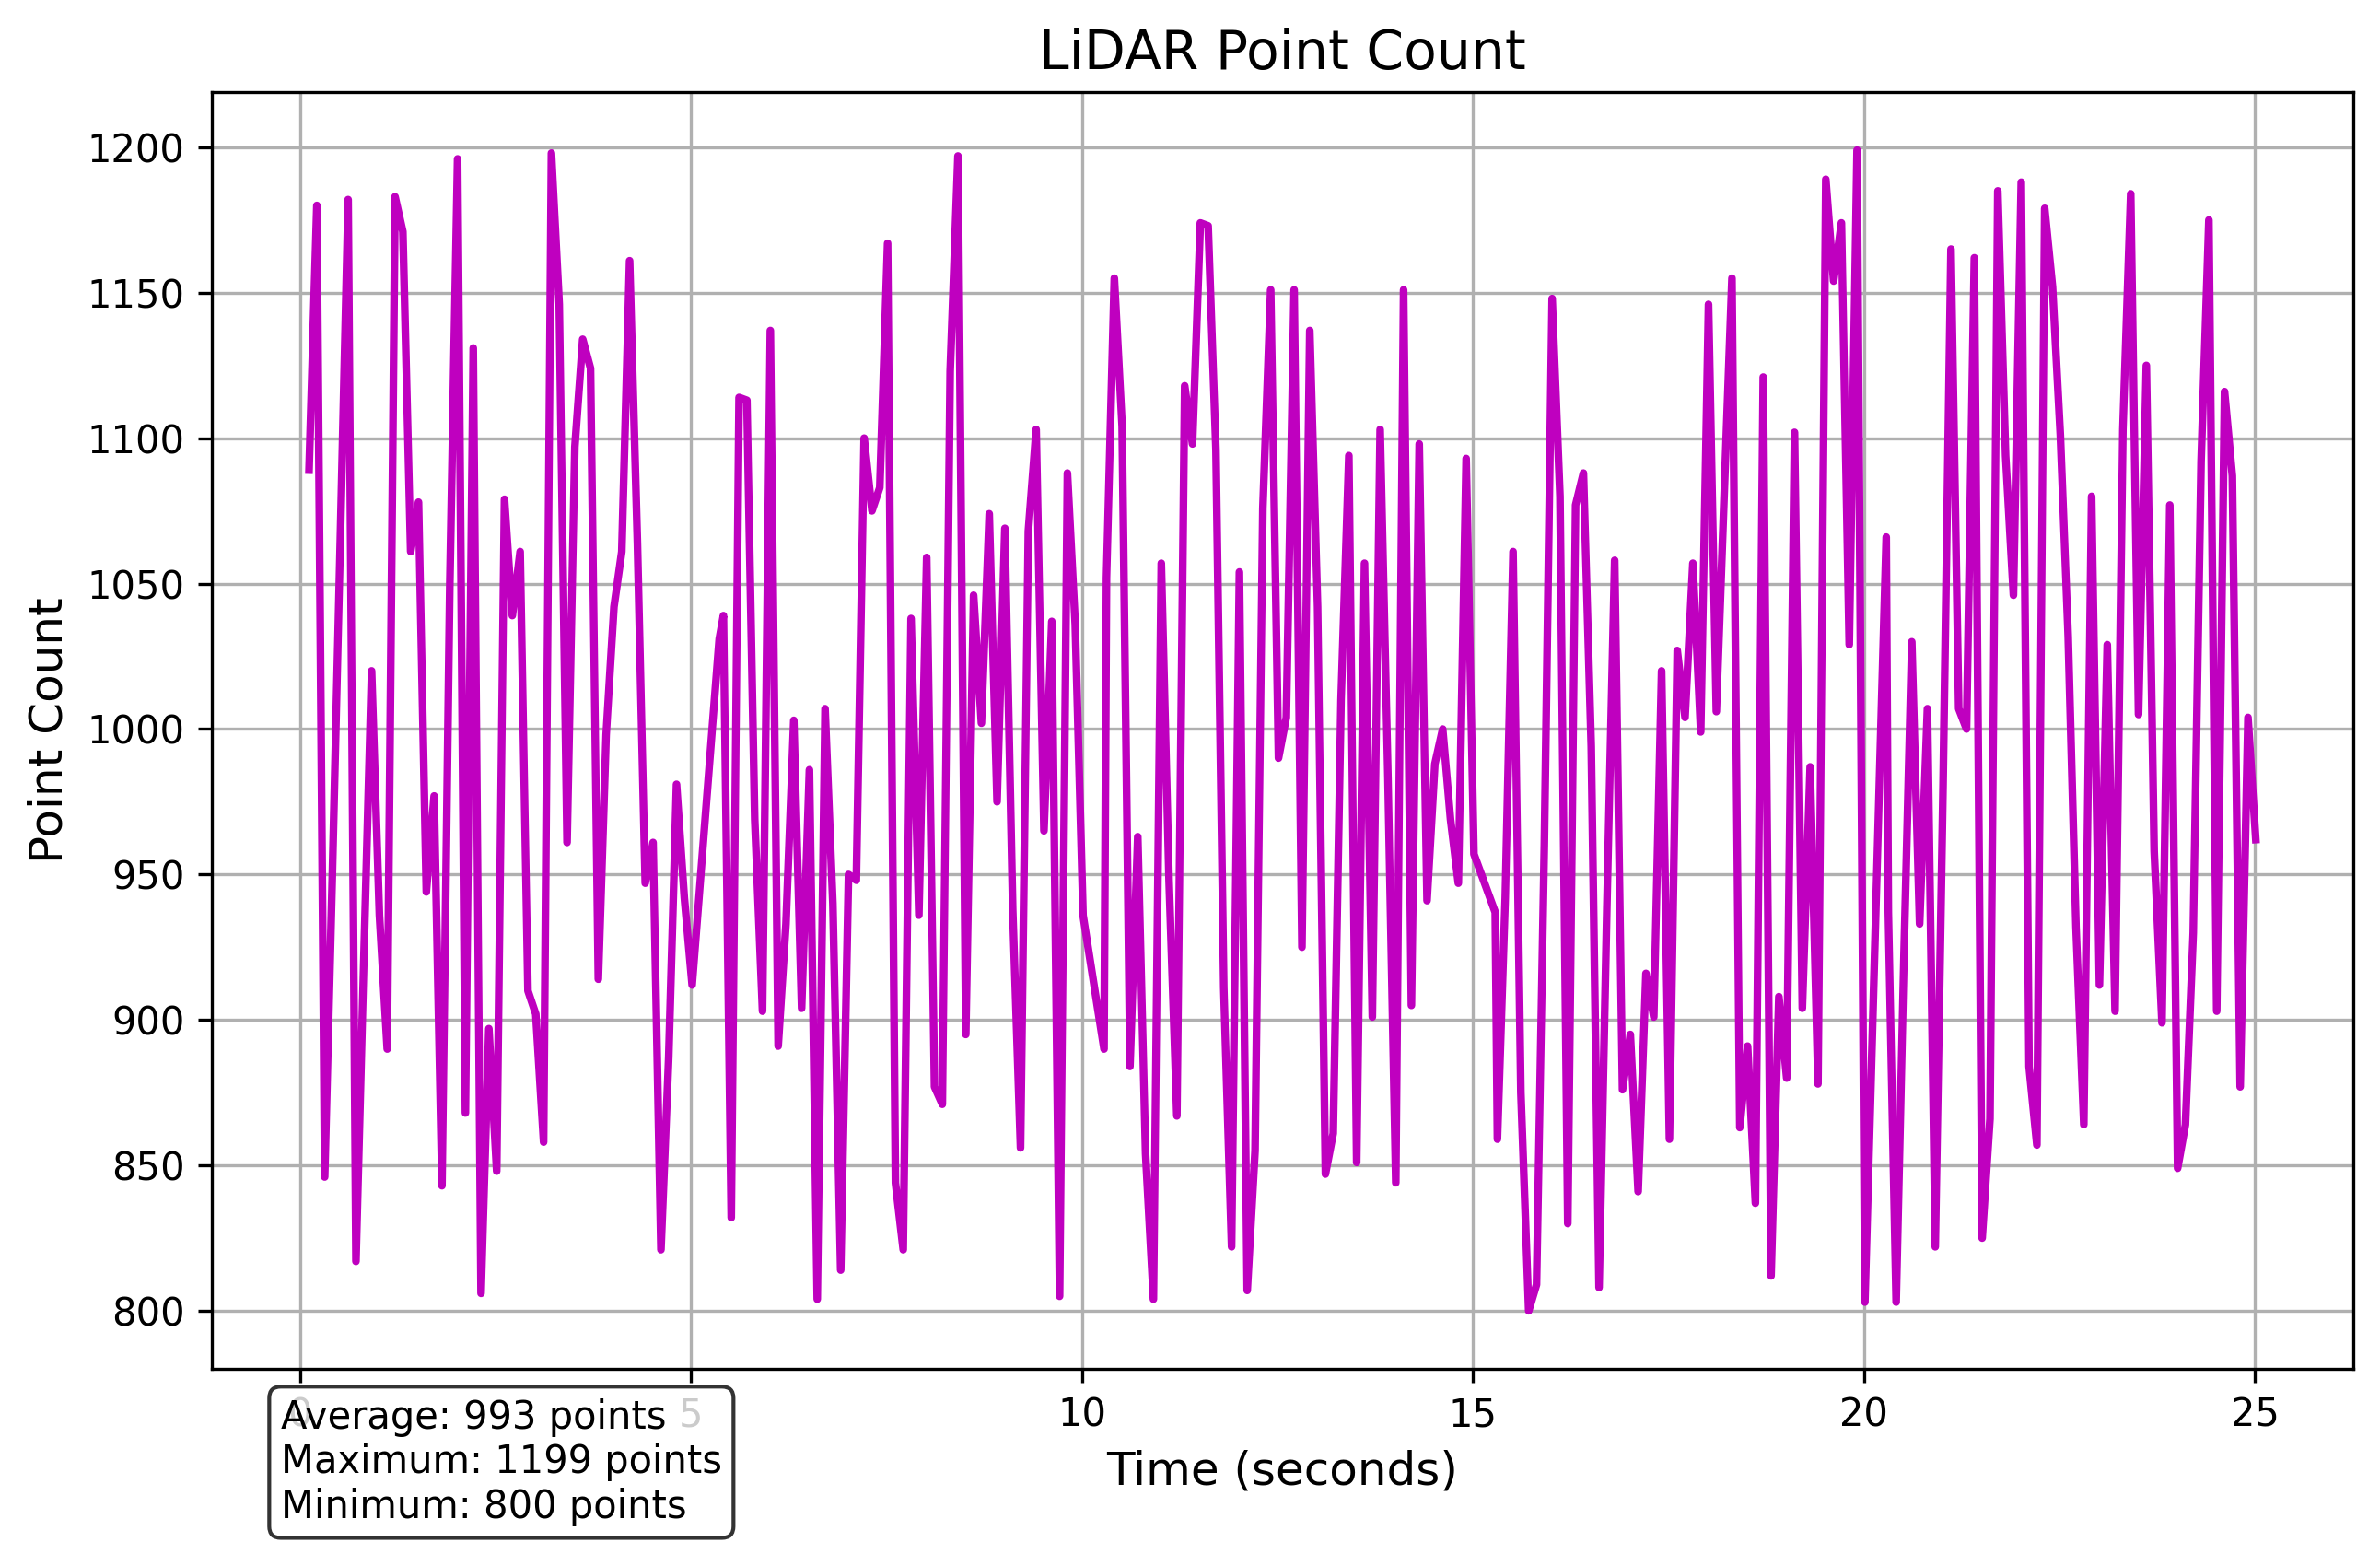 LiDAR Point Count
Point Count
1200
1150
1100
1050
1000
950
900
850
800
0
5
10
15
20
25
Time (seconds)
Average: 993 points
Maximum: 1199 points
Minimum: 800 points